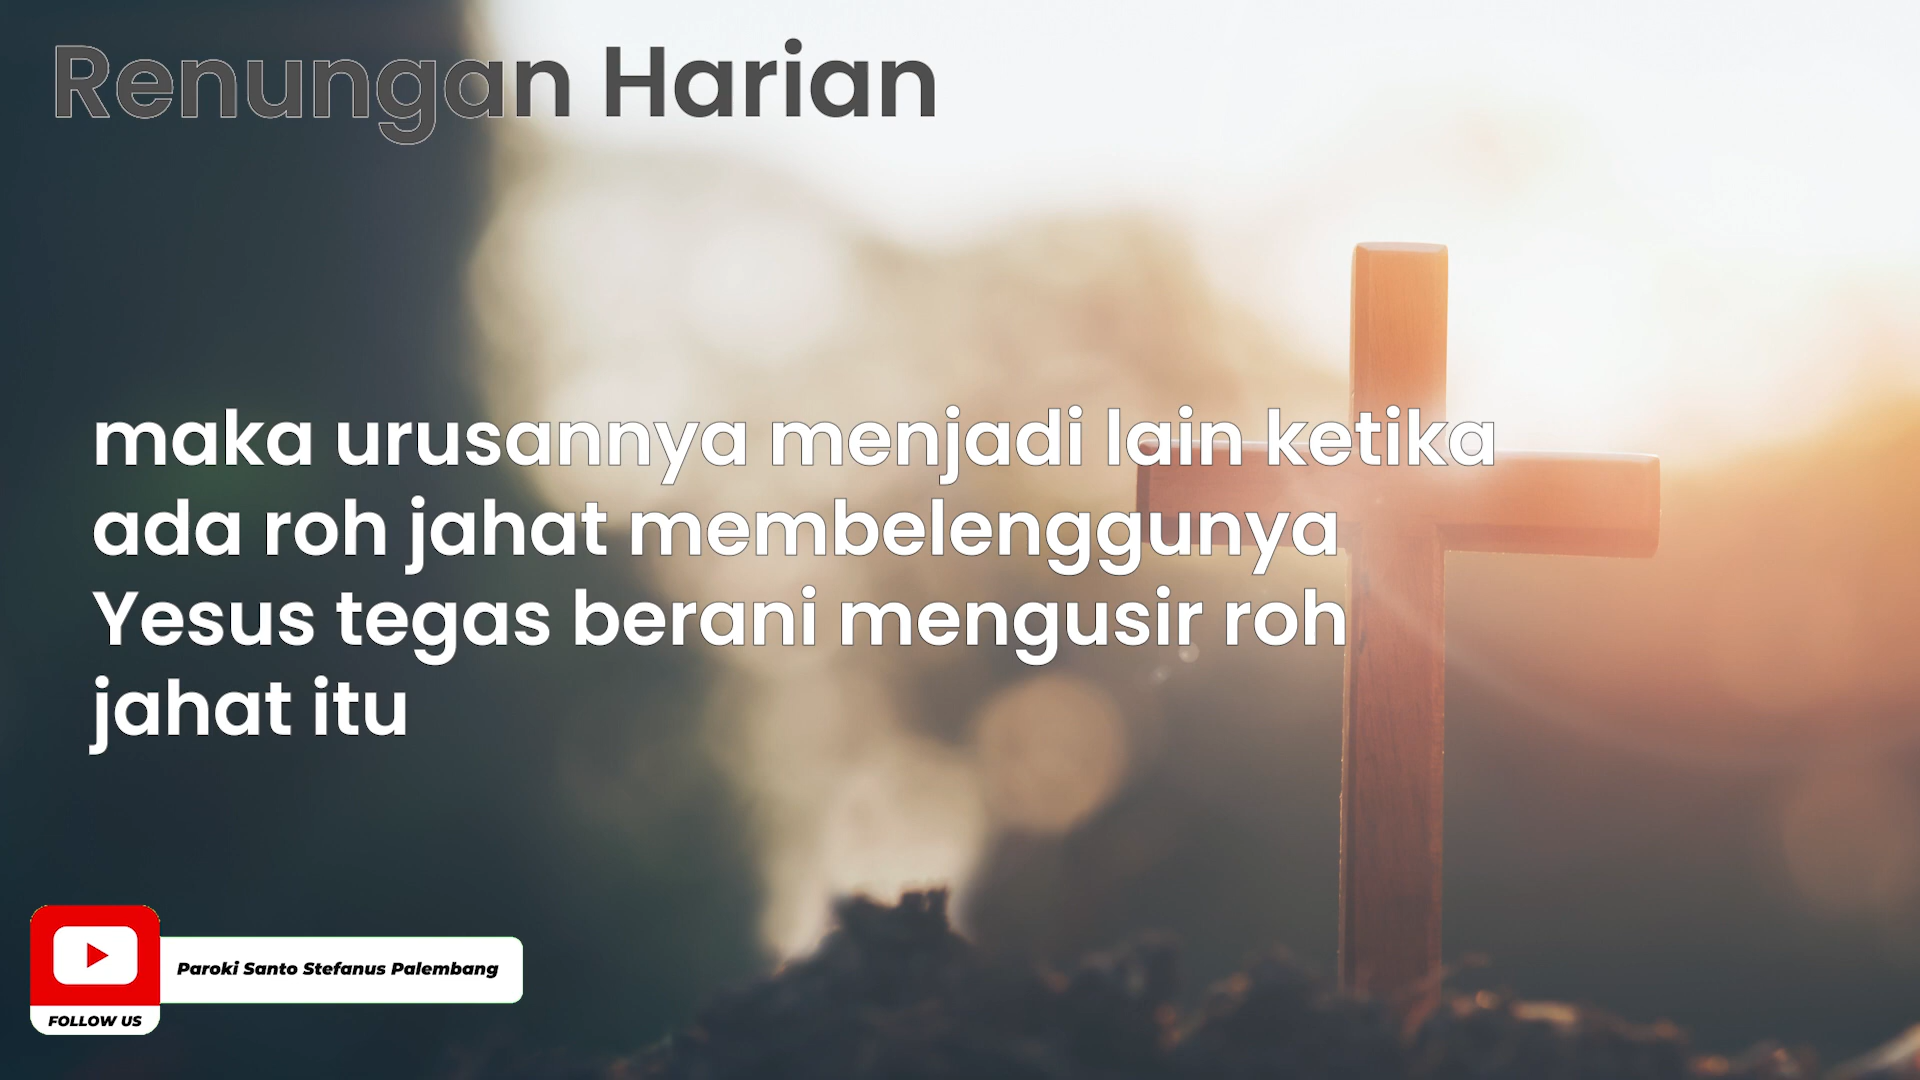 Renungan Harian
maka urusannya menjadi lain ketika
ada roh jahat membelenggunya
Yesus tegas berani mengusir roh
jahat itu
Paroki Santo Stefanus Palembang
FOLLOW US